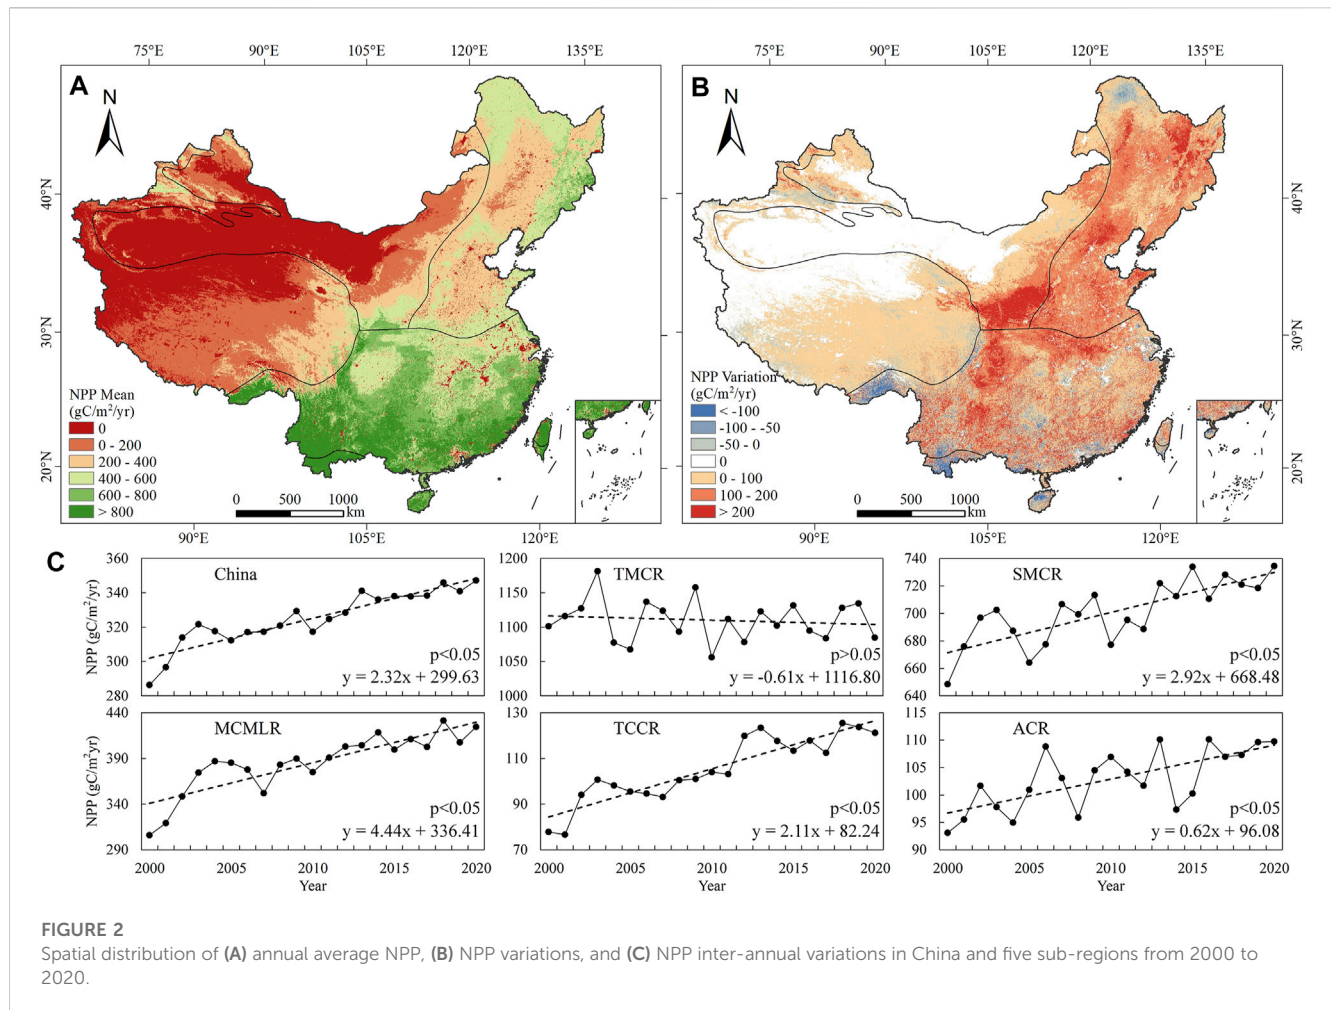 75°E 90°E 105°E 120°E 135°E
75°E 90°E 105°E 120°E 135°E
A
N
40°N
30°N
20°N
NPP Mean
(gC/m²/yr)
0
0 - 200
200 - 400
400 - 600
600 - 800
> 800
0 500 1000
km
90°E 105°E 120°E
B
N
NPP Variation
(gC/m²/yr)
< -100
-100 - -50
-50 - 0
0
0 - 100
100 - 200
> 200
0 500 1000
km
40°N
30°N
20°N
90°E 105°E 120°E
C
NPP (gC/m²/yr)
360
340
320
300
280
China
p<0.05
y = 2.32x + 299.63
1200
1150
1100
1050
1000
TMCR
p>0.05
y = -0.61x + 1116.80
740
720
700
680
660
640
SMCR
p<0.05
y = 2.92x + 668.48
NPP (gC/m²yr)
440
390
340
290
MCMLR
p<0.05
y = 4.44x + 336.41
2000 2005 2010 2015 2020
Year
130
110
90
70
TCCR
p<0.05
y = 2.11x + 82.24
2000 2005 2010 2015 2020
Year
115
110
105
100
95
90
ACR
p<0.05
y = 0.62x + 96.08
2000 2005 2010 2015 2020
Year
FIGURE 2
Spatial distribution of (A) annual average NPP, (B) NPP variations, and (C) NPP inter-annual variations in China and five sub-regions from 2000 to
2020.